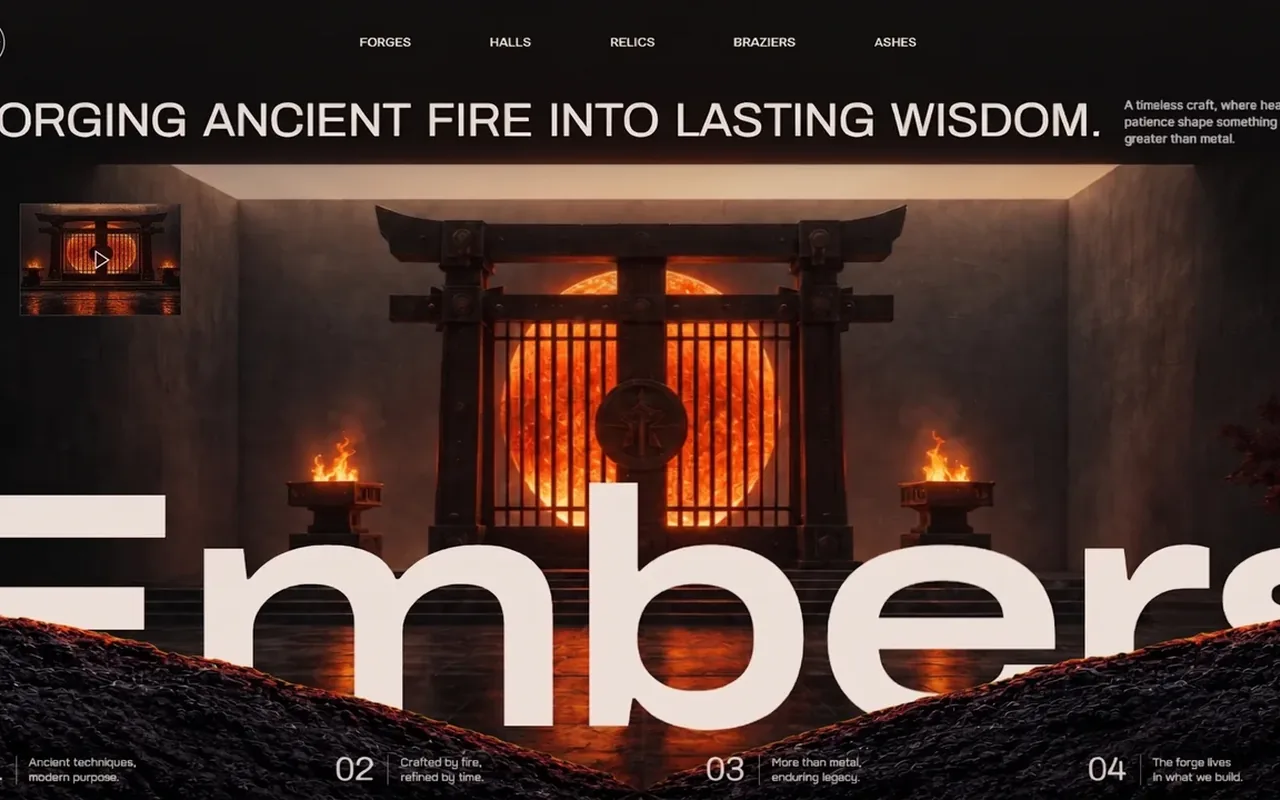 FORGES HALLS RELICS BRAZIERS ASHES
ORGING ANCIENT FIRE INTO LASTING WISDOM.
A timeless craft, where hea
patience shape something
greater than metal.
Embers
Ancient techniques,
modern purpose.
02
Crafted by fire,
refined by time.
03
More than metal,
enduring legacy.
04
The forge lives
in what we build.